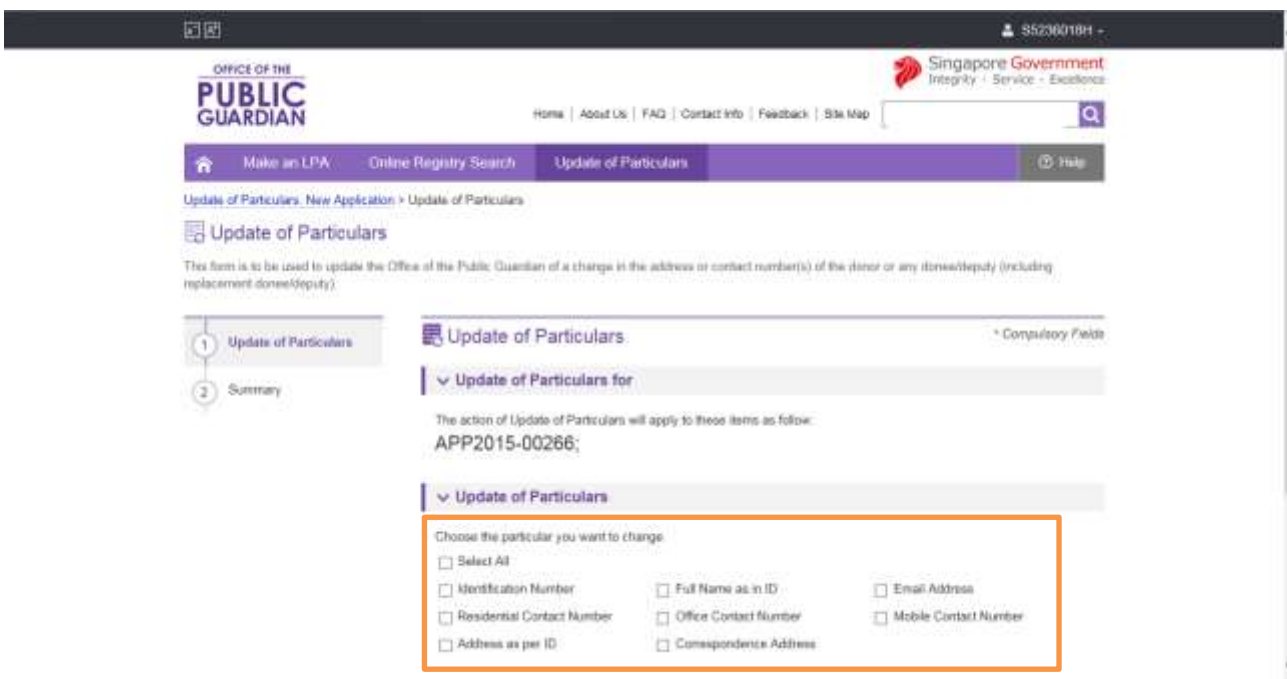 S5236018H
OFFICE OF THE
PUBLIC
GUARDIAN
Singapore Government
Integrity · Service · Excellence
Home | About Us | FAQ | Contact Info | Feedback | Site Map
Make an LPA Online Registry Search Update of Particulars Help
Update of Particulars: New Application > Update of Particulars
Update of Particulars
This form is to be used to update the Office of the Public Guardian of a change in the address or contact number(s) of the donor or any donee/deputy (including
replacement donee/deputy).
1 Update of Particulars
2 Summary
Update of Particulars
* Compulsory Fields
Update of Particulars for
The action of Update of Particulars will apply to these items as follow:
APP2015-00266;
Update of Particulars
Choose the particular you want to change
Select All
Identification Number Full Name as in ID Email Address
Residential Contact Number Office Contact Number Mobile Contact Number
Address as per ID Correspondence Address